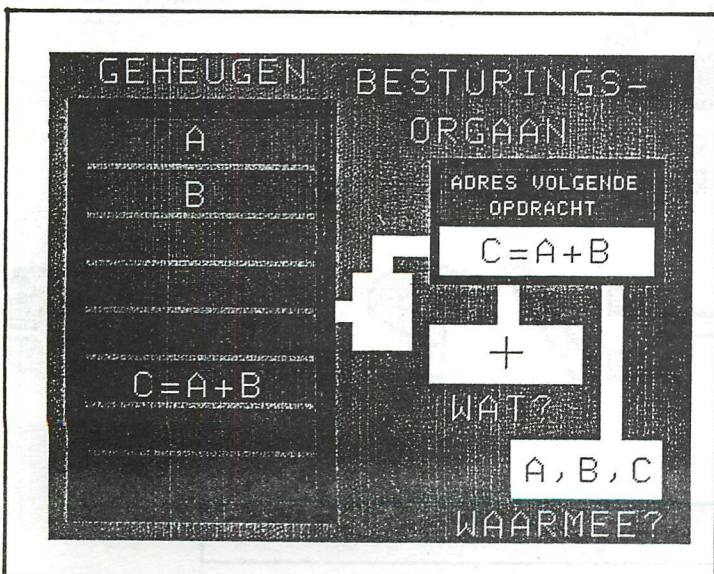 GEHEUGEN
A
B
C=A+B
BESTURINGS-
ORGAAN
ADRES VOLGENDE
OPDRACHT
C=A+B
+
WAT?
A,B,C
WAARMEE?